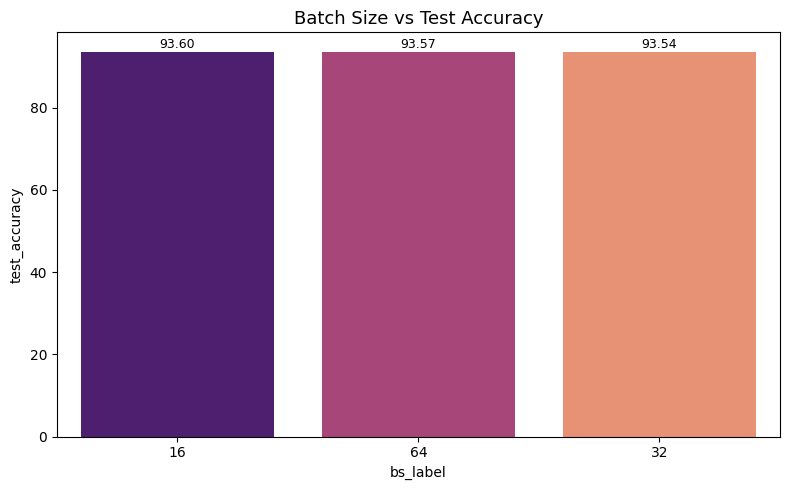 Batch Size vs Test Accuracy
93.60 93.57 93.54
80
60
40
20
0
test_accuracy
16 64 32
bs_label